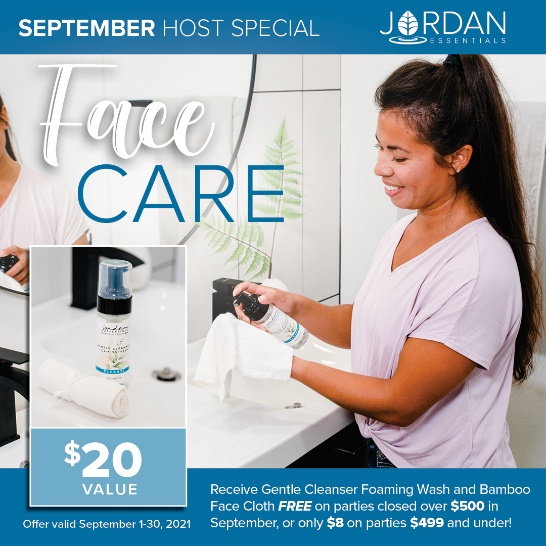 SEPTEMBER HOST SPECIAL
JORDAN
ESSENTIALS
Face
CARE
$20
VALUE
Offer valid September 1-30, 2021
Receive Gentle Cleanser Foaming Wash and Bamboo
Face Cloth FREE on parties closed over $500 in
September, or only $8 on parties $499 and under!